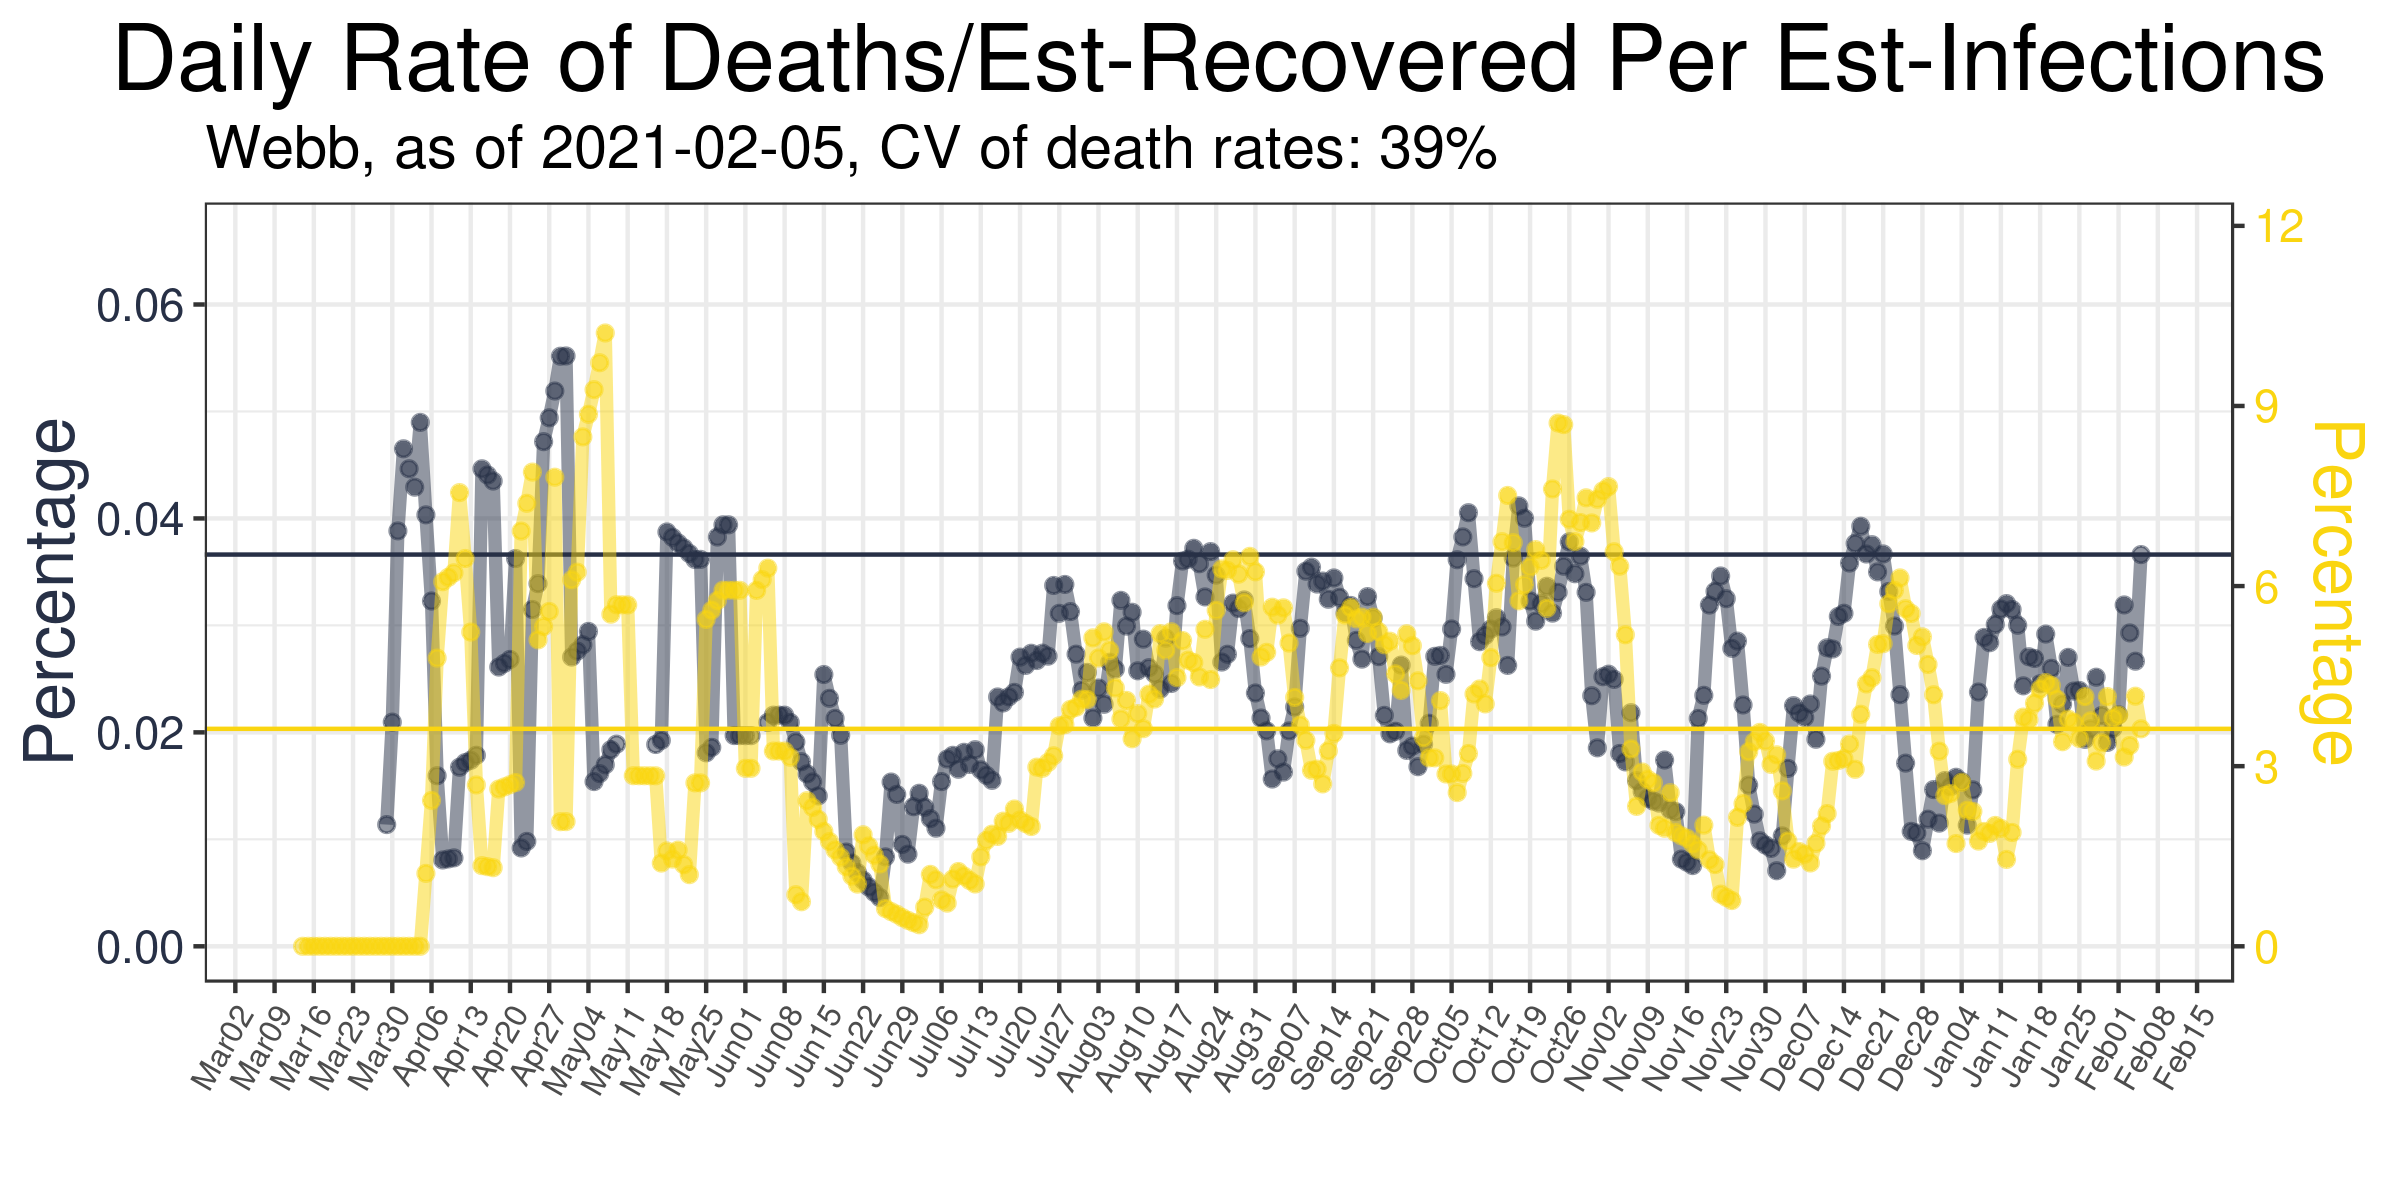 Daily Rate of Deaths/Est-Recovered Per Est-Infections
Webb, as of 2021-02-05, CV of death rates: 39%
Percentage
0.06
0.04
0.02
0.00
12
9
6
3
0
Percentage
Mar02
Mar09
Mar16
Mar23
Mar30
Apr06
Apr13
Apr20
Apr27
May04
May11
May18
May25
Jun01
Jun08
Jun15
Jun22
Jun29
Jul06
Jul13
Jul20
Jul27
Aug03
Aug10
Aug17
Aug24
Aug31
Sep07
Sep14
Sep21
Sep28
Oct05
Oct12
Oct19
Oct26
Nov02
Nov09
Nov16
Nov23
Nov30
Dec07
Dec14
Dec21
Dec28
Jan04
Jan11
Jan18
Jan25
Feb01
Feb08
Feb15